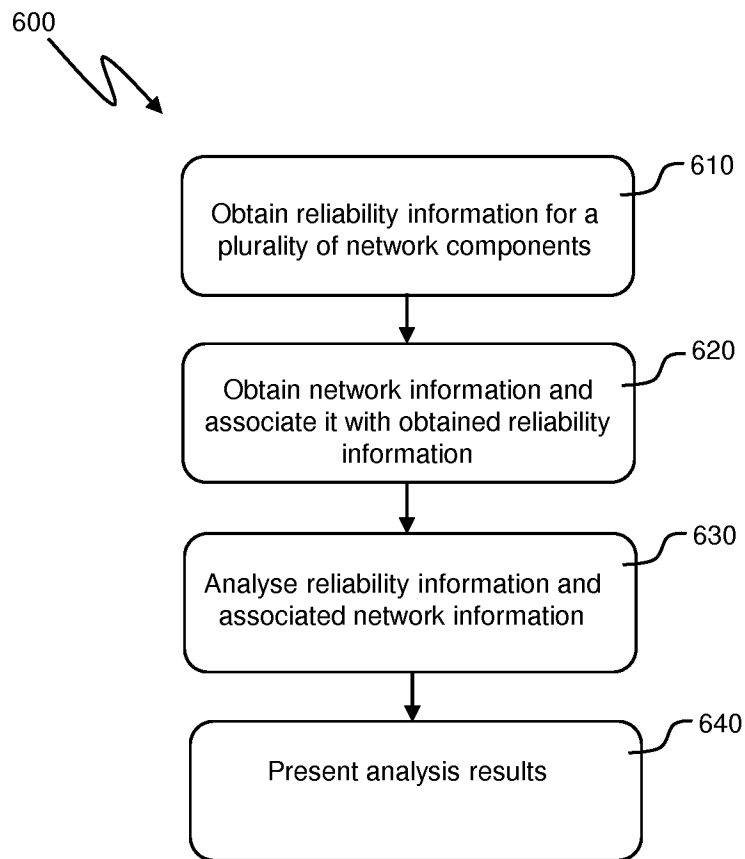 600
610
Obtain reliability information for a
plurality of network components
620
Obtain network information and
associate it with obtained reliability
information
630
Analyse reliability information and
associated network information
640
Present analysis results